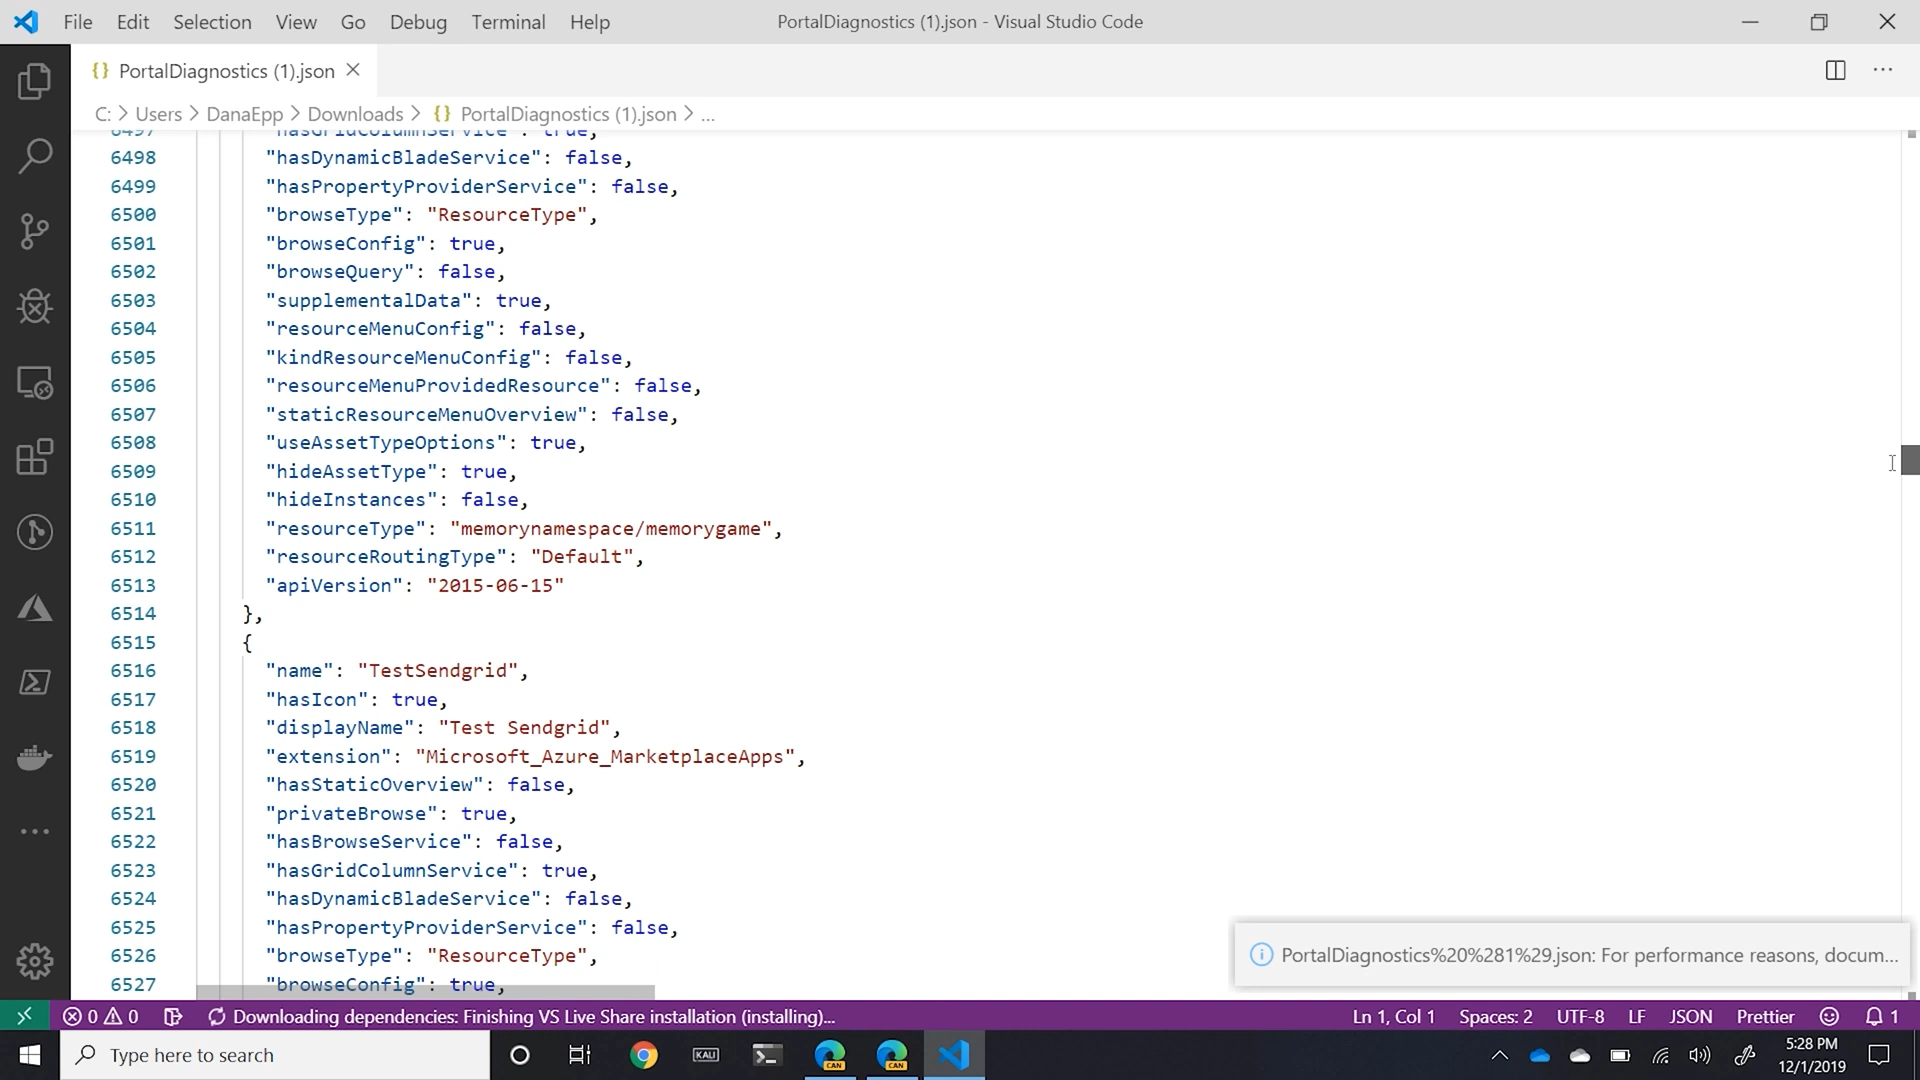 File Edit Selection View Go Debug Terminal Help PortalDiagnostics (1).json - Visual Studio Code
{} PortalDiagnostics (1).json
C: > Users > DanaEpp > Downloads > {} PortalDiagnostics (1).json > ...
6497 "hasGridColumnService": true,
6498 "hasDynamicBladeService": false,
6499 "hasPropertyProviderService": false,
6500 "browseType": "ResourceType",
6501 "browseConfig": true,
6502 "browseQuery": false,
6503 "supplementalData": true,
6504 "resourceMenuConfig": false,
6505 "kindResourceMenuConfig": false,
6506 "resourceMenuProvidedResource": false,
6507 "staticResourceMenuOverview": false,
6508 "useAssetTypeOptions": true,
6509 "hideAssetType": true,
6510 "hideInstances": false,
6511 "resourceType": "memorynamespace/memorygame",
6512 "resourceRoutingType": "Default",
6513 "apiVersion": "2015-06-15"
6514 },
6515 {
6516 "name": "TestSendgrid",
6517 "hasIcon": true,
6518 "displayName": "Test Sendgrid",
6519 "extension": "Microsoft_Azure_MarketplaceApps",
6520 "hasStaticOverview": false,
6521 "privateBrowse": true,
6522 "hasBrowseService": false,
6523 "hasGridColumnService": true,
6524 "hasDynamicBladeService": false,
6525 "hasPropertyProviderService": false,
6526 "browseType": "ResourceType",
6527 "browseConfig": true,
PortalDiagnostics%20%281%29.json: For performance reasons, docum...
0 0 Downloading dependencies: Finishing VS Live Share installation (installing)... Ln 1, Col 1 Spaces: 2 UTF-8 LF JSON Prettier 1
Type here to search KALI CAN CAN 5:28 PM
12/1/2019